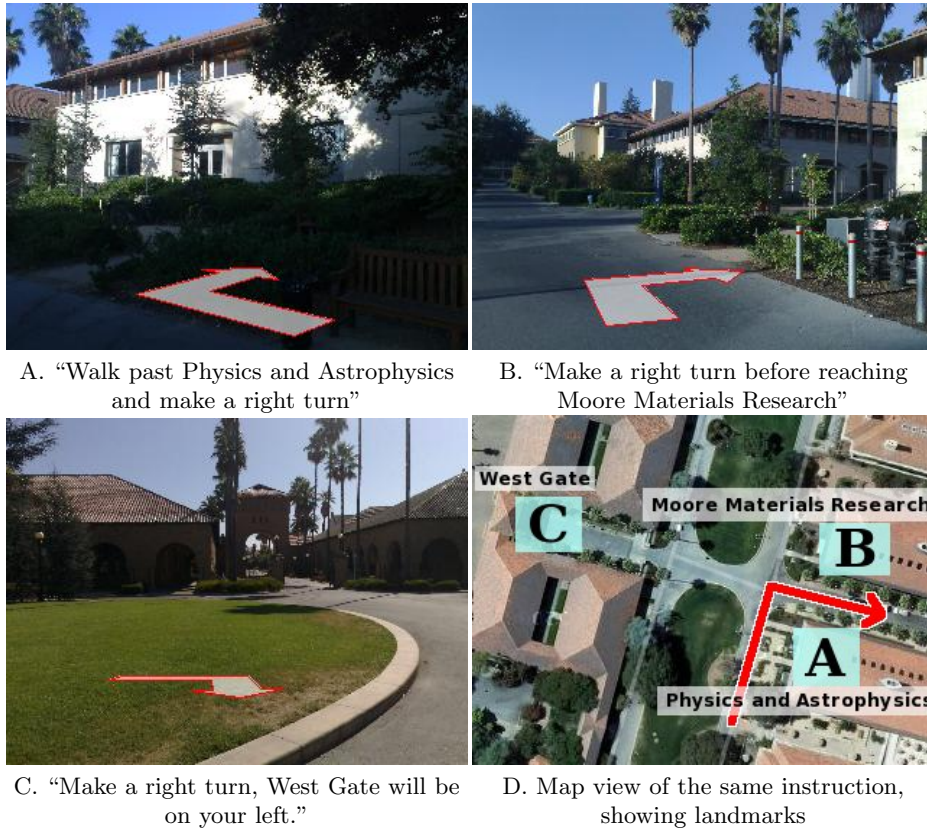 A. “Walk past Physics and Astrophysics
and make a right turn”
B. “Make a right turn before reaching
Moore Materials Research”
West Gate
C
Moore Materials Research
B
A
Physics and Astrophysics
C. “Make a right turn, West Gate will be
on your left.”
D. Map view of the same instruction,
showing landmarks